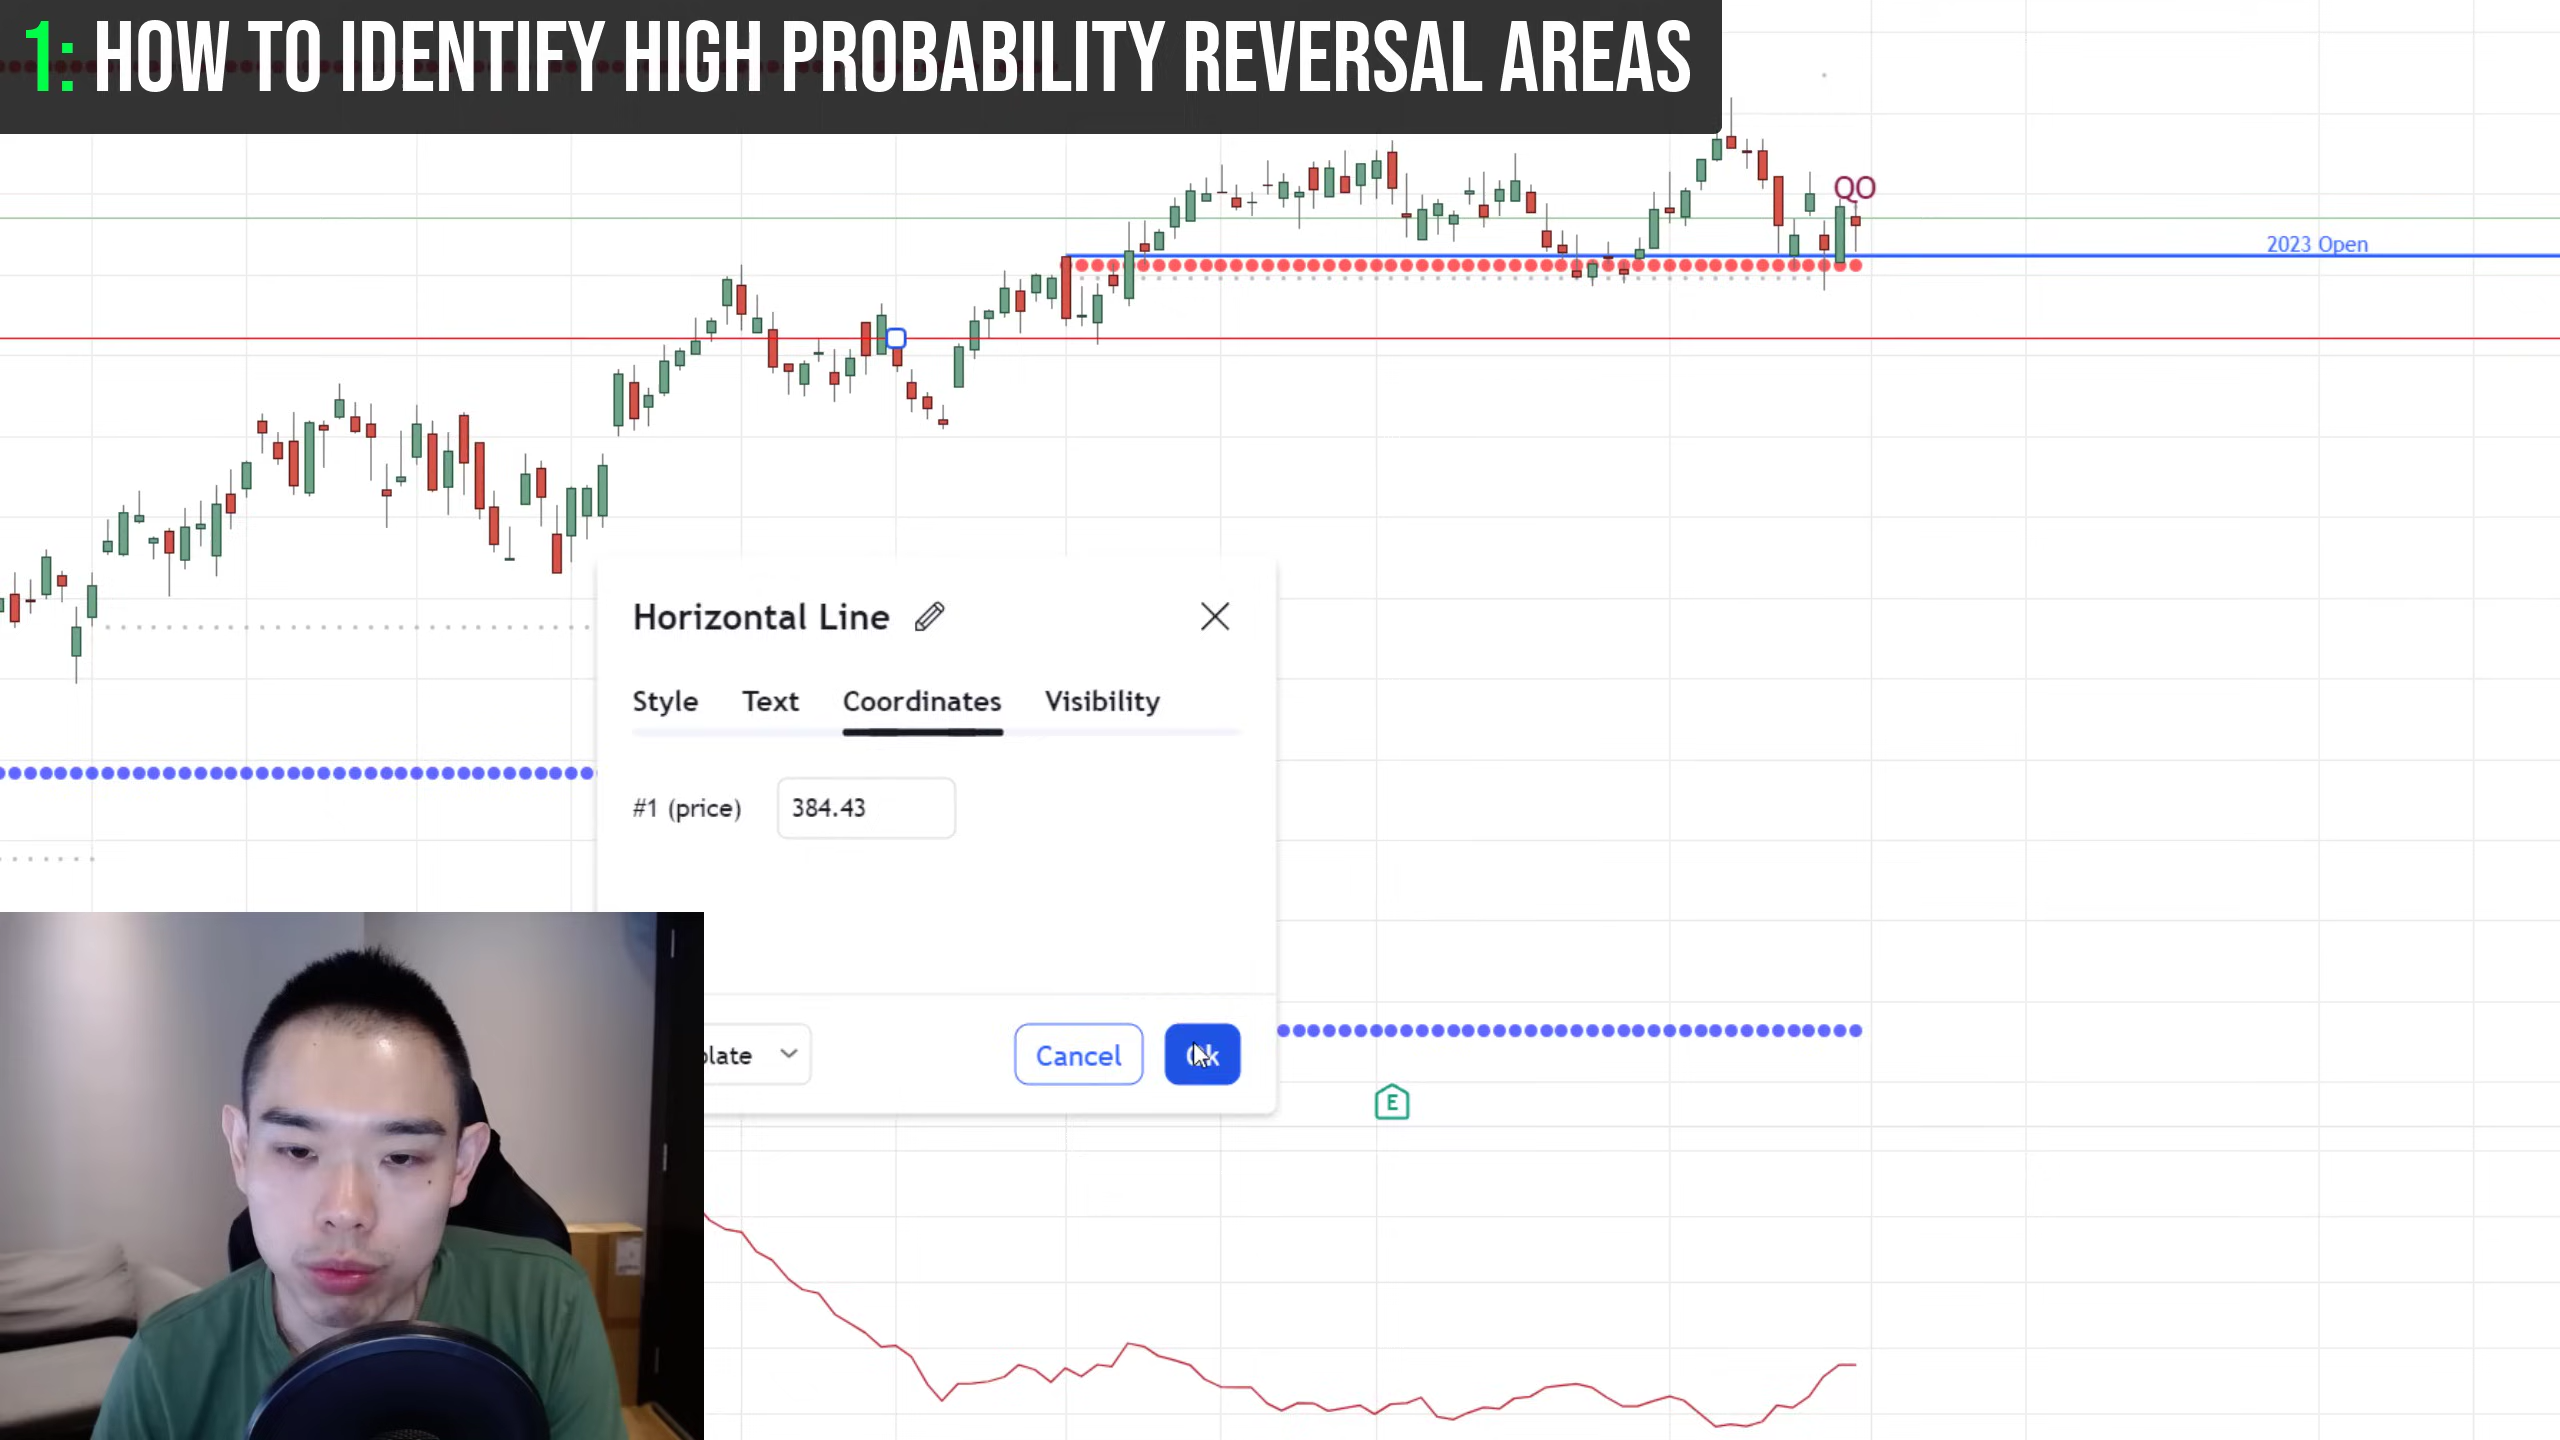 1: HOW TO IDENTIFY HIGH PROBABILITY REVERSAL AREAS
QO
2023 Open
Horizontal Line
Style Text Coordinates Visibility
#1 (price) 384.43
plate Cancel Ok
E